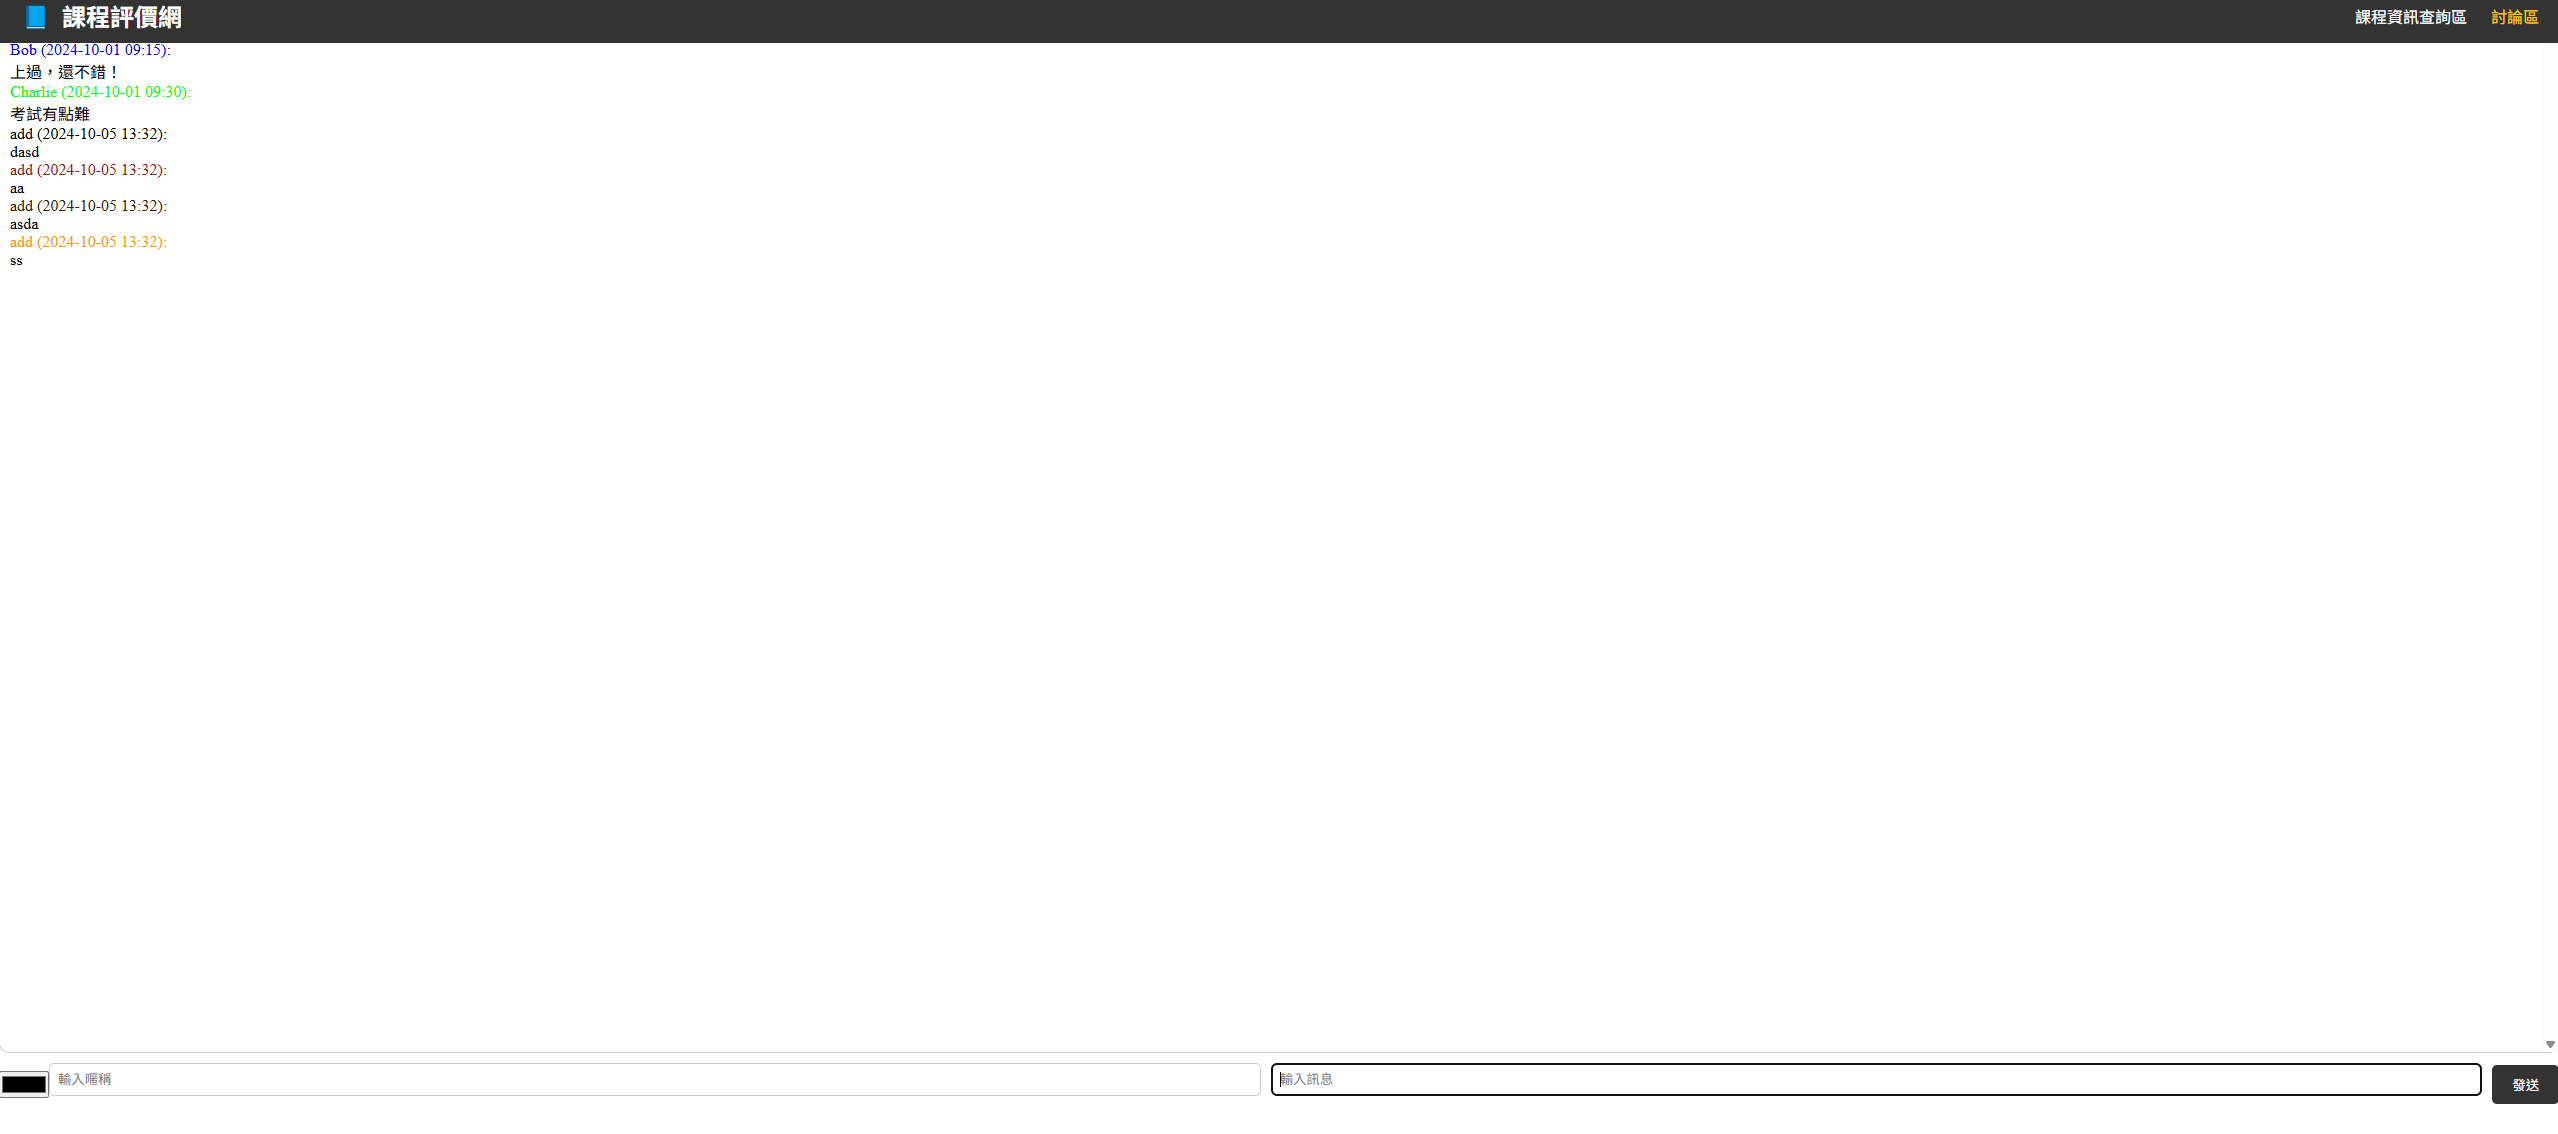 課程評價網
課程資訊查詢區 討論區
Bob (2024-10-01 09:15):
上過，還不錯！
Charlie (2024-10-01 09:30):
考試有點難
add (2024-10-05 13:32):
dasd
add (2024-10-05 13:32):
aa
add (2024-10-05 13:32):
asda
add (2024-10-05 13:32):
ss
輸入暱稱
輸入訊息
發送